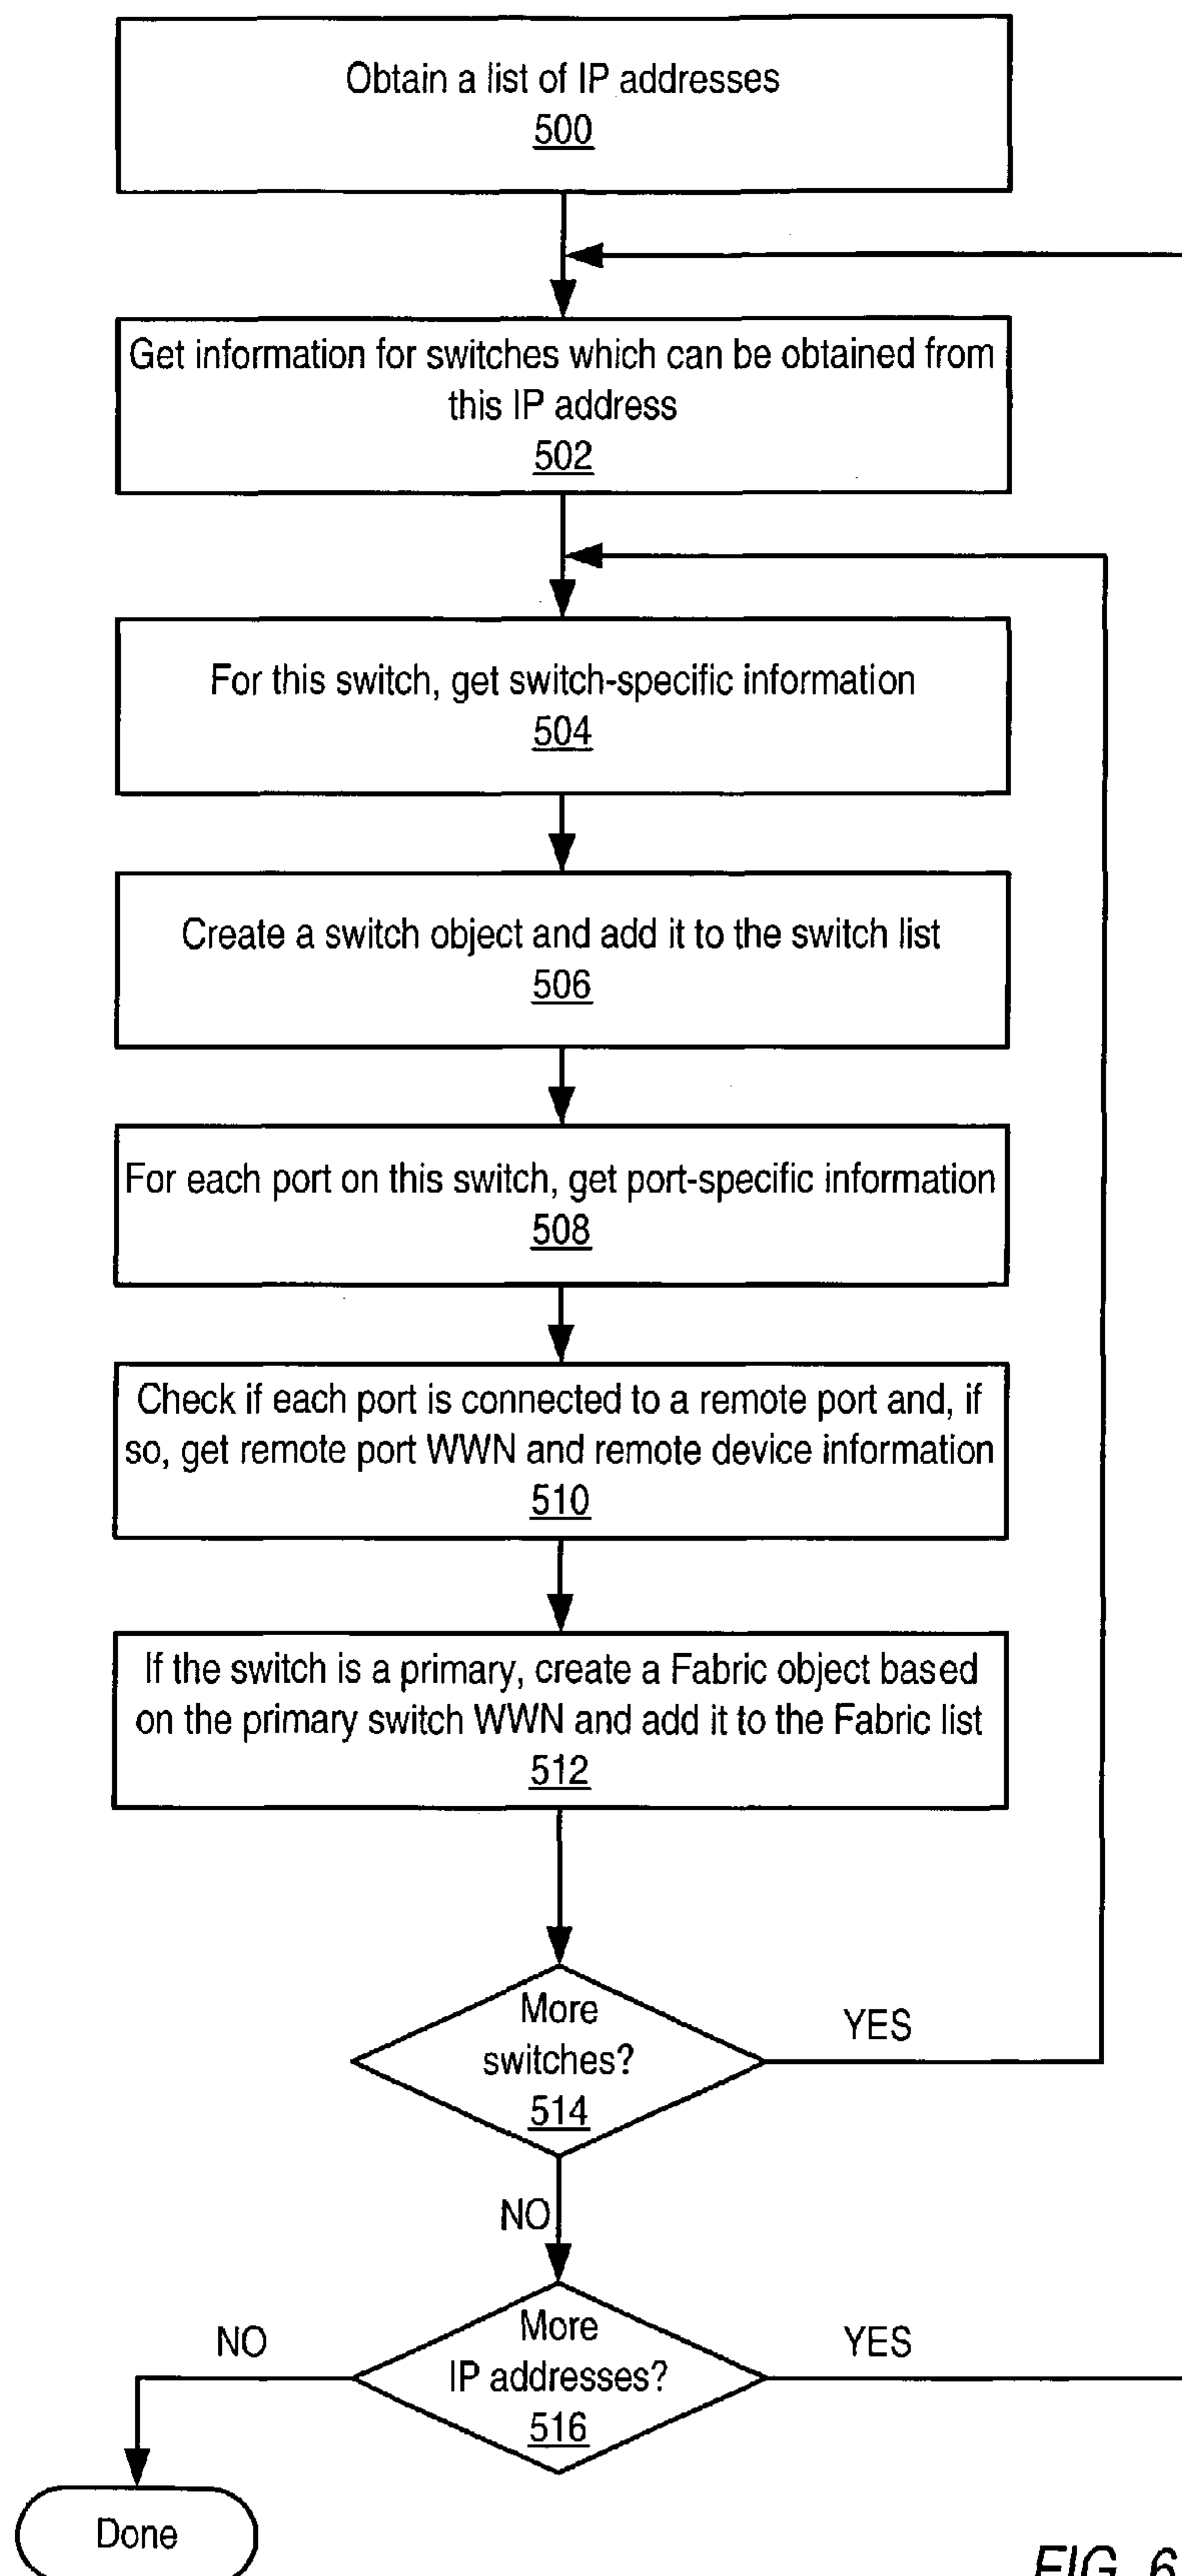 Obtain a list of IP addresses
500
Get information for switches which can be obtained from
this IP address
502
For this switch, get switch-specific information
504
Create a switch object and add it to the switch list
506
For each port on this switch, get port-specific information
508
Check if each port is connected to a remote port and, if
so, get remote port WWN and remote device information
510
If the switch is a primary, create a Fabric object based
on the primary switch WWN and add it to the Fabric list
512
More
switches?
514
YES
NO
More
IP addresses?
516
NO
YES
Done
FIG. 6